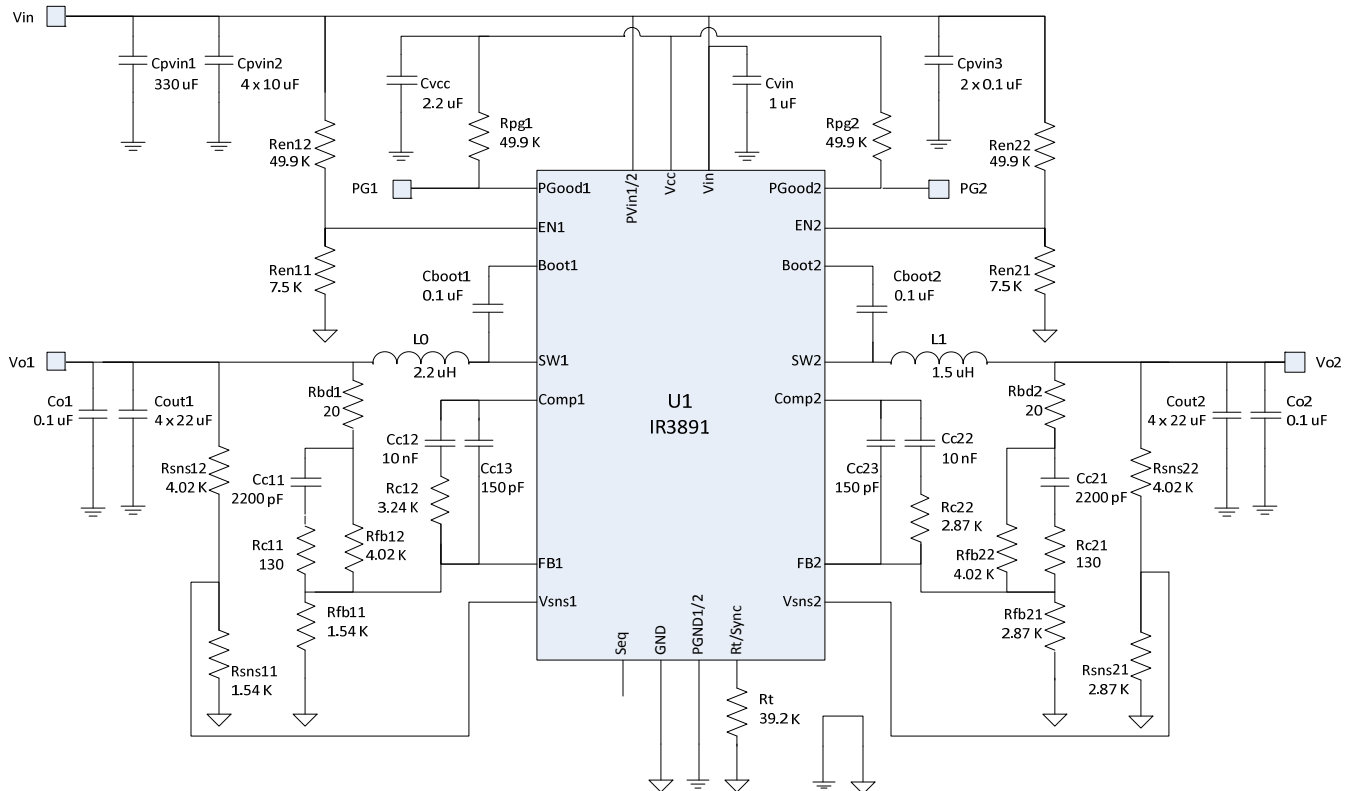 Vin
Cpvin1
330 uF
Cpvin2
4 x 10 uF
Cvcc
2.2 uF
Cvin
1 uF
Cpvin3
2 x 0.1 uF
Ren12
49.9 K
Rpg1
49.9 K
Rpg2
49.9 K
Ren22
49.9 K
PG1
PGood1
PVin1/2
Vcc
Vin
PGood2
PG2
EN1
EN2
Ren11
7.5 K
Boot1
Boot2
Ren21
7.5 K
Cboot1
0.1 uF
Cboot2
0.1 uF
Vo1
L0
2.2 uH
SW1
SW2
L1
1.5 uH
Vo2
Co1
0.1 uF
Cout1
4 x 22 uF
Rbd1
20
Comp1
U1
IR3891
Comp2
Rbd2
20
Cout2
4 x 22 uF
Co2
0.1 uF
Rsns12
4.02 K
Cc11
2200 pF
Cc12
10 nF
Cc13
150 pF
Rc12
3.24 K
Cc23
150 pF
Cc22
10 nF
Rc22
2.87 K
Cc21
2200 pF
Rsns22
4.02 K
Rc11
130
Rfb12
4.02 K
FB1
FB2
Rfb22
4.02 K
Rc21
130
Rfb11
1.54 K
Vsns1
Vsns2
Rfb21
2.87 K
Rsns11
1.54 K
Seq
GND
PGND1/2
Rt/Sync
Rsns21
2.87 K
Rt
39.2 K